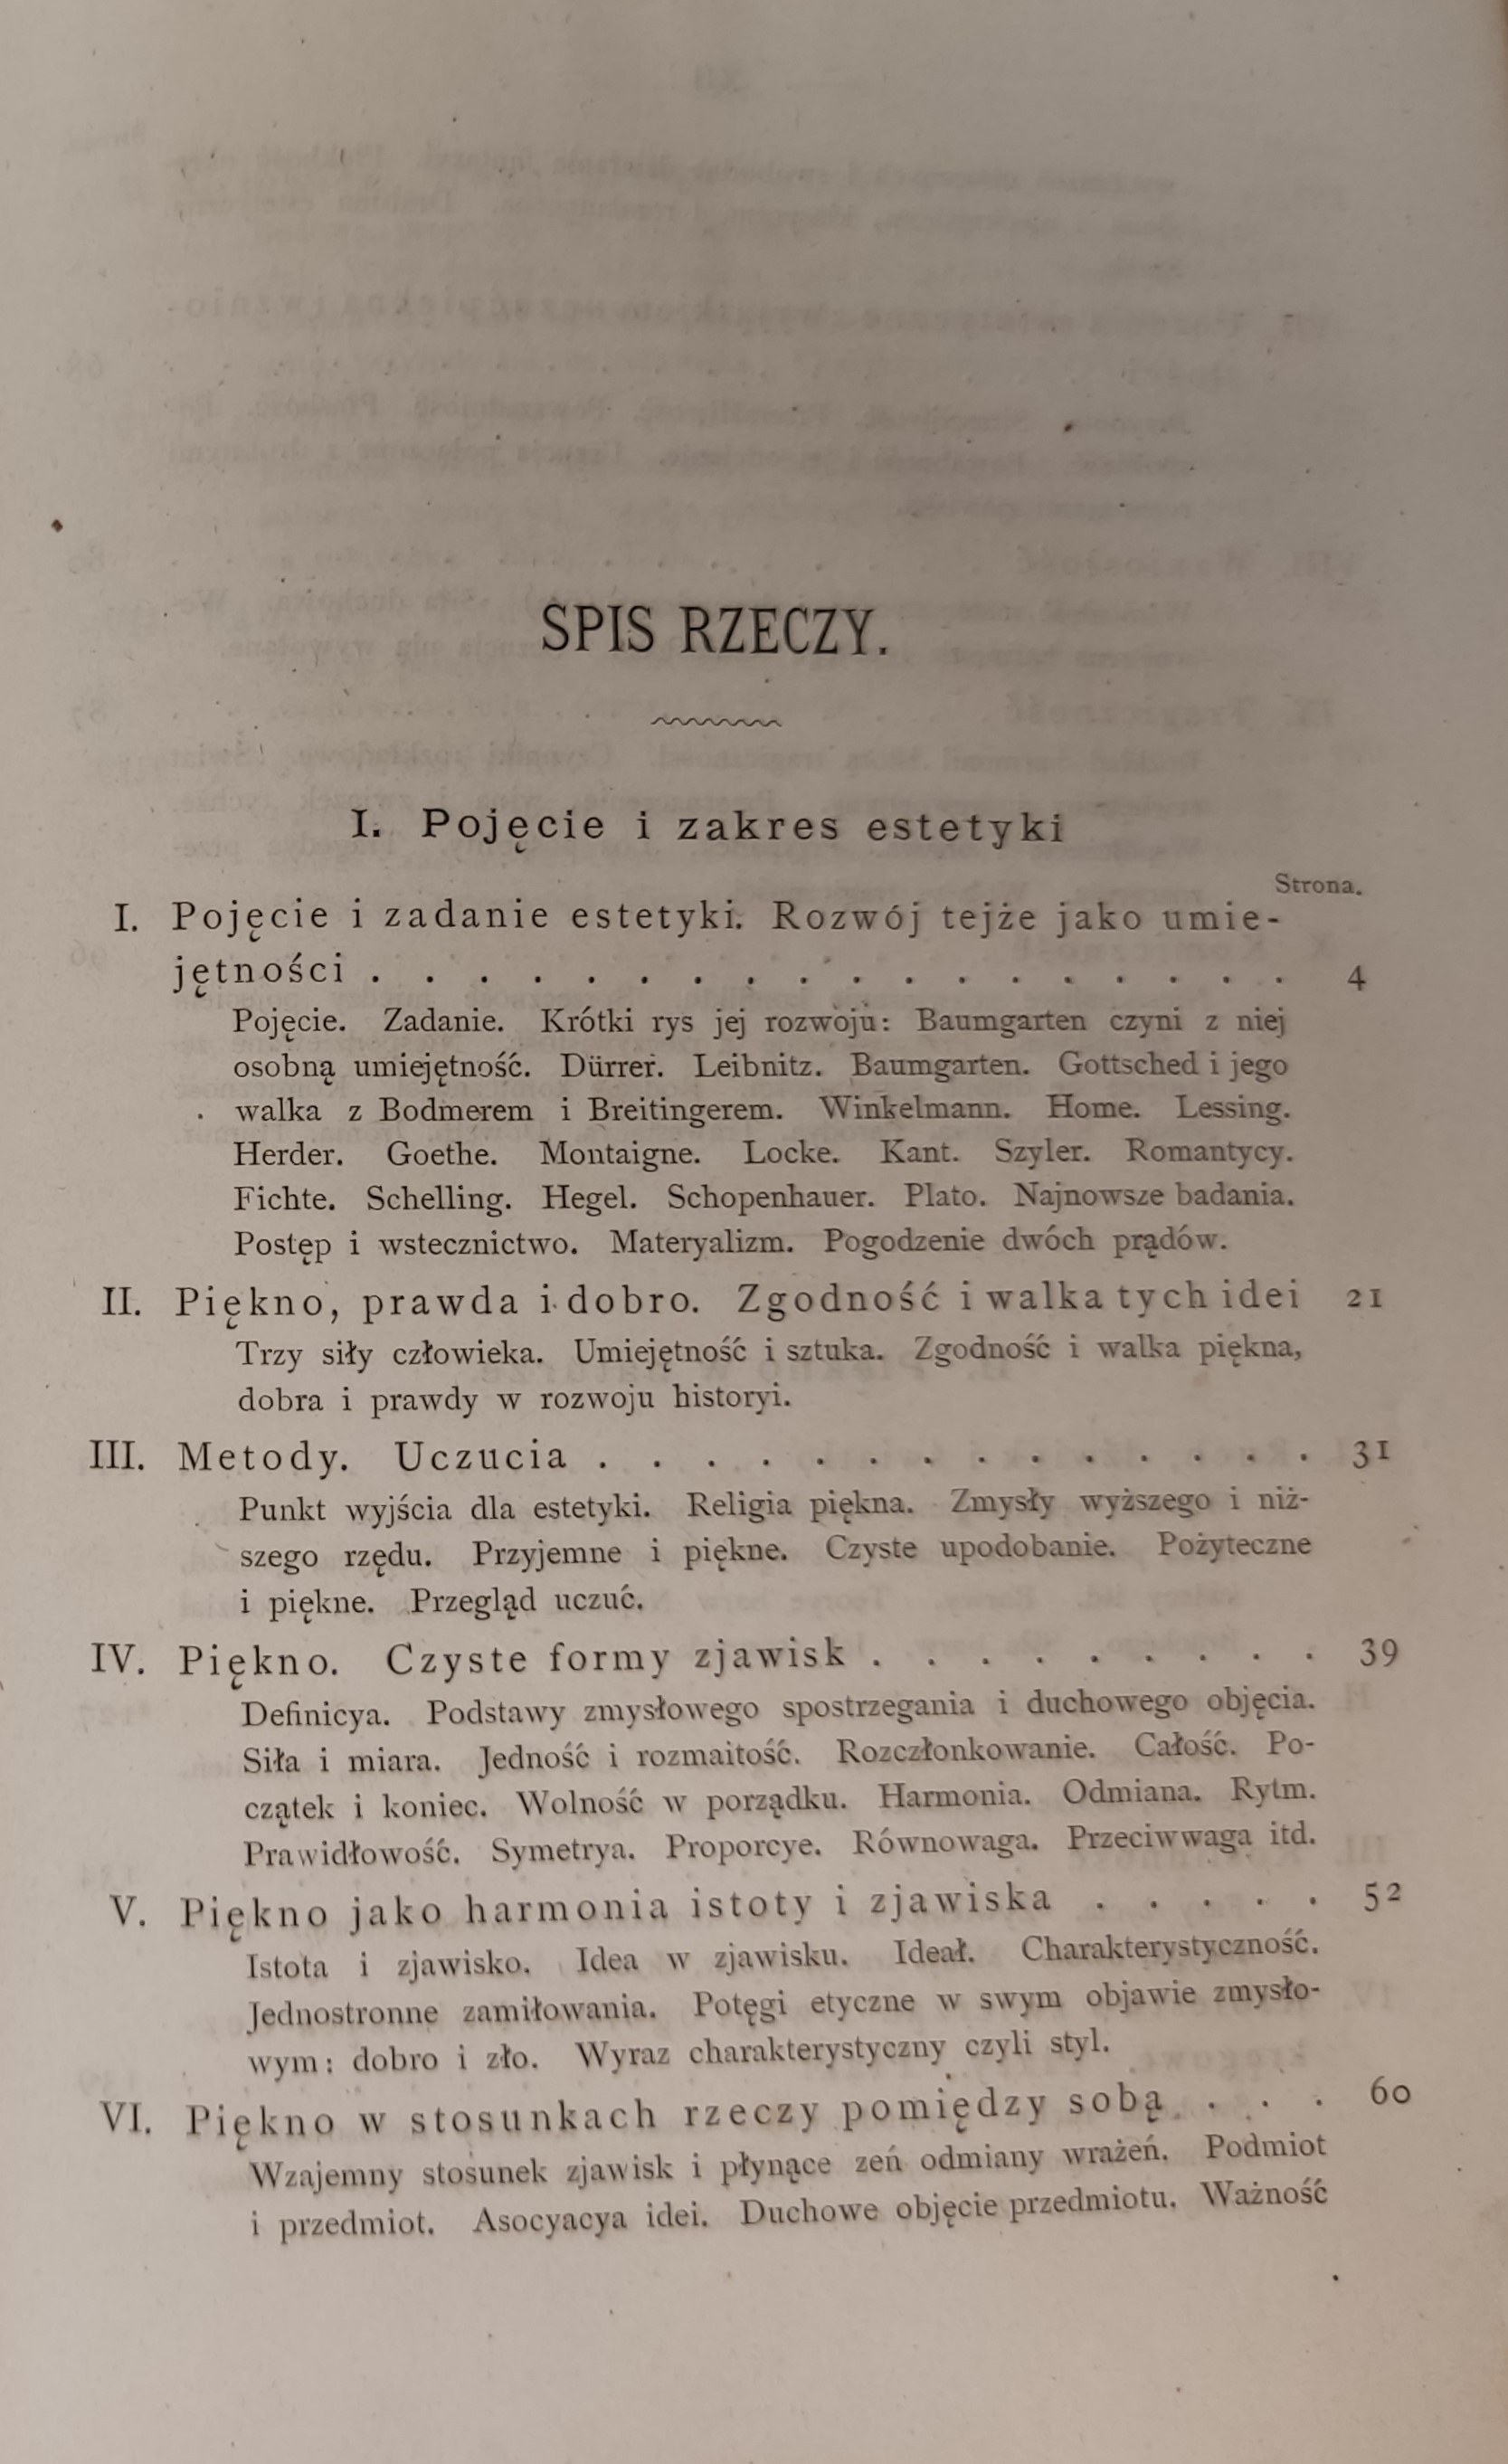 SPIS RZECZY.
I. Pojęcie i zakres estetyki
Strona.
I. Pojęcie i zadanie estetyki. Rozwój tejże jako umie-
jętności . . . . . . . . . . . . . . . . . . 4
Pojęcie. Zadanie. Krótki rys jej rozwoju: Baumgarten czyni z niej
osobną umiejętność. Dürrer. Leibnitz. Baumgarten. Gottsched i jego
walka z Bodmerem i Breitingerem. Winkelmann. Home. Lessing.
Herder. Goethe. Montaigne. Locke. Kant. Szyler. Romantycy.
Fichte. Schelling. Hegel. Schopenhauer. Plato. Najnowsze badania.
Postęp i wstecznictwo. Materyalizm. Pogodzenie dwóch prądów.
II. Piękno, prawda i dobro. Zgodność i walka tych idei 21
Trzy siły człowieka. Umiejętność i sztuka. Zgodność i walka piękna,
dobra i prawdy w rozwoju historyi.
III. Metody. Uczucia . . . . . . . . . . . . . . 31
Punkt wyjścia dla estetyki. Religia piękna. Zmysły wyższego i niż-
szego rzędu. Przyjemne i piękne. Czyste upodobanie. Pożyteczne
i piękne. Przegląd uczuć.
IV. Piękno. Czyste formy zjawisk . . . . . . . . . 39
Definicya. Podstawy zmysłowego spostrzegania i duchowego objęcia.
Siła i miara. Jedność i rozmaitość. Rozczłonkowanie. Całość. Po-
czątek i koniec. Wolność w porządku. Harmonia. Odmiana. Rytm.
Prawidłowość. Symetrya. Proporcye. Równowaga. Przeciwwaga itd.
V. Piękno jako harmonia istoty i zjawiska . . . . . 52
Istota i zjawisko. Idea w zjawisku. Ideał. Charakterystyczność.
Jednostronne zamiłowania. Potęgi etyczne w swym objawie zmysło-
wym: dobro i zło. Wyraz charakterystyczny czyli styl.
VI. Piękno w stosunkach rzeczy pomiędzy sobą . . . 60
Wzajemny stosunek zjawisk i płynące zeń odmiany wrażeń. Podmiot
i przedmiot. Asocyacya idei. Duchowe objęcie przedmiotu. Ważność